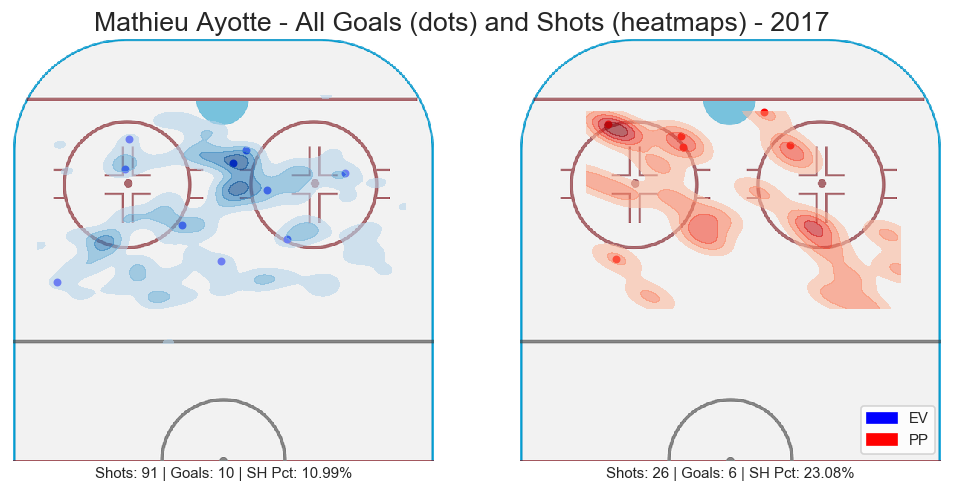 Mathieu Ayotte - All Goals (dots) and Shots (heatmaps) - 2017
EV
PP
Shots: 91 | Goals: 10 | SH Pct: 10.99%
Shots: 26 | Goals: 6 | SH Pct: 23.08%